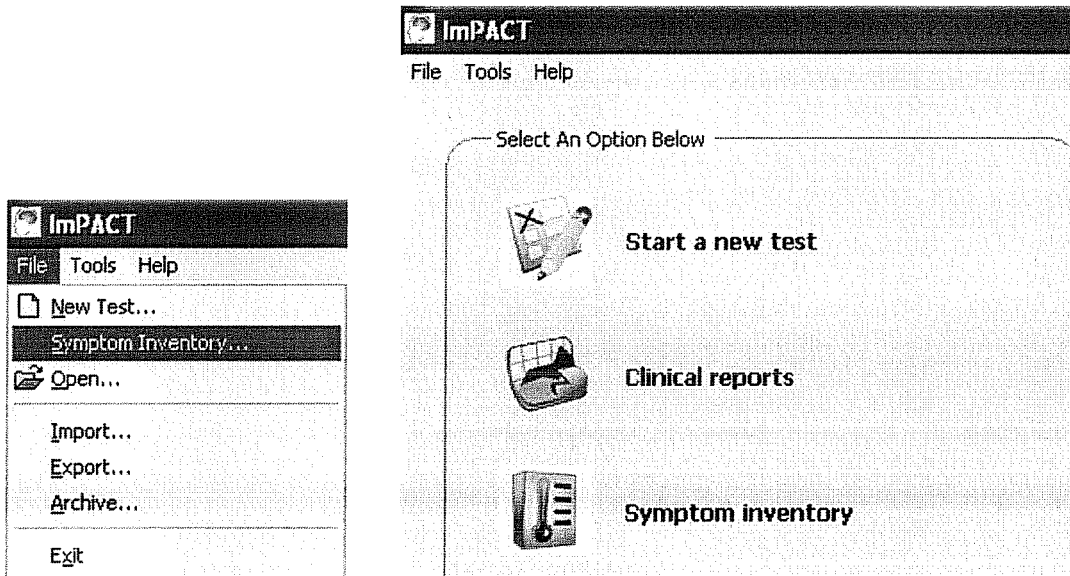 ImPACT
File Tools Help
New Test...
Symptom Inventory...
Open...
Import...
Export...
Archive...
Exit
ImPACT
File Tools Help
Select An Option Below
Start a new test
Clinical reports
Symptom inventory